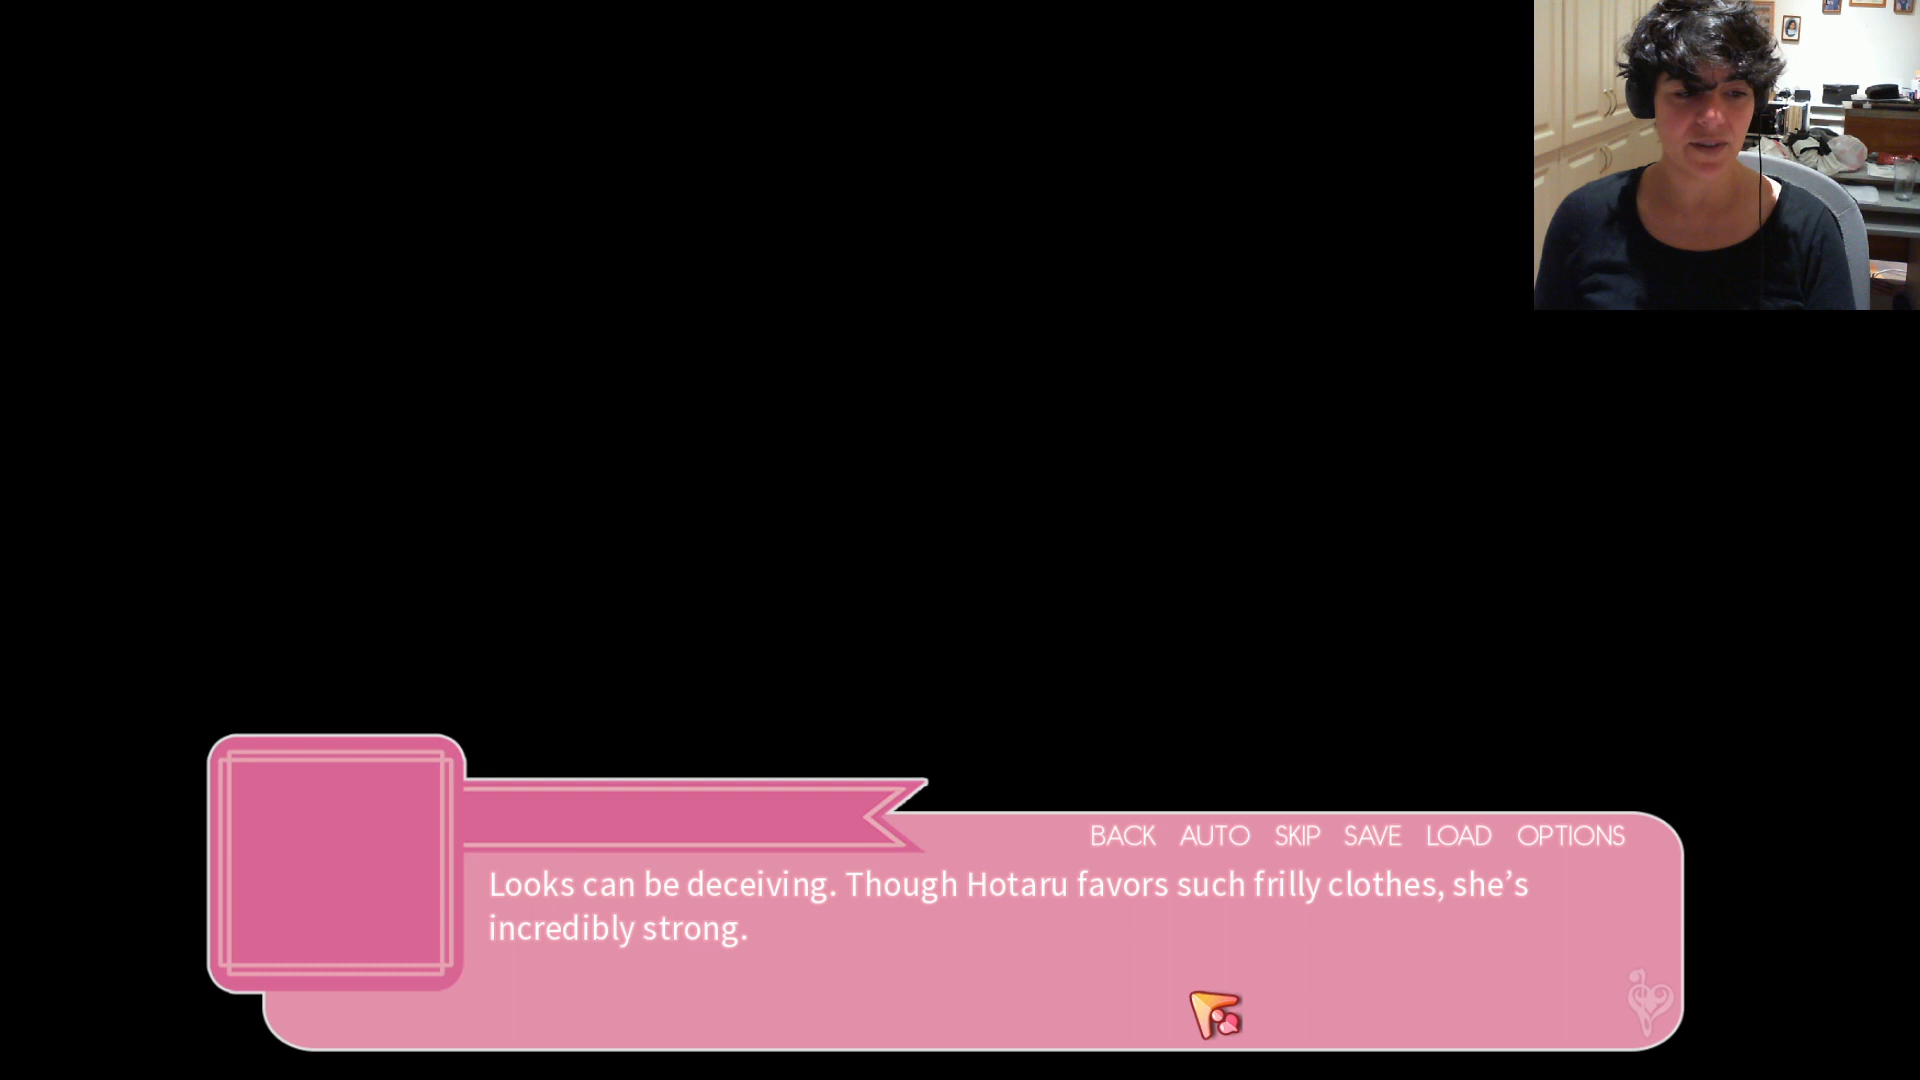 BACK AUTO SKIP SAVE LOAD OPTIONS
Looks can be deceiving. Though Hotaru favors such frilly clothes, she’s
incredibly strong.